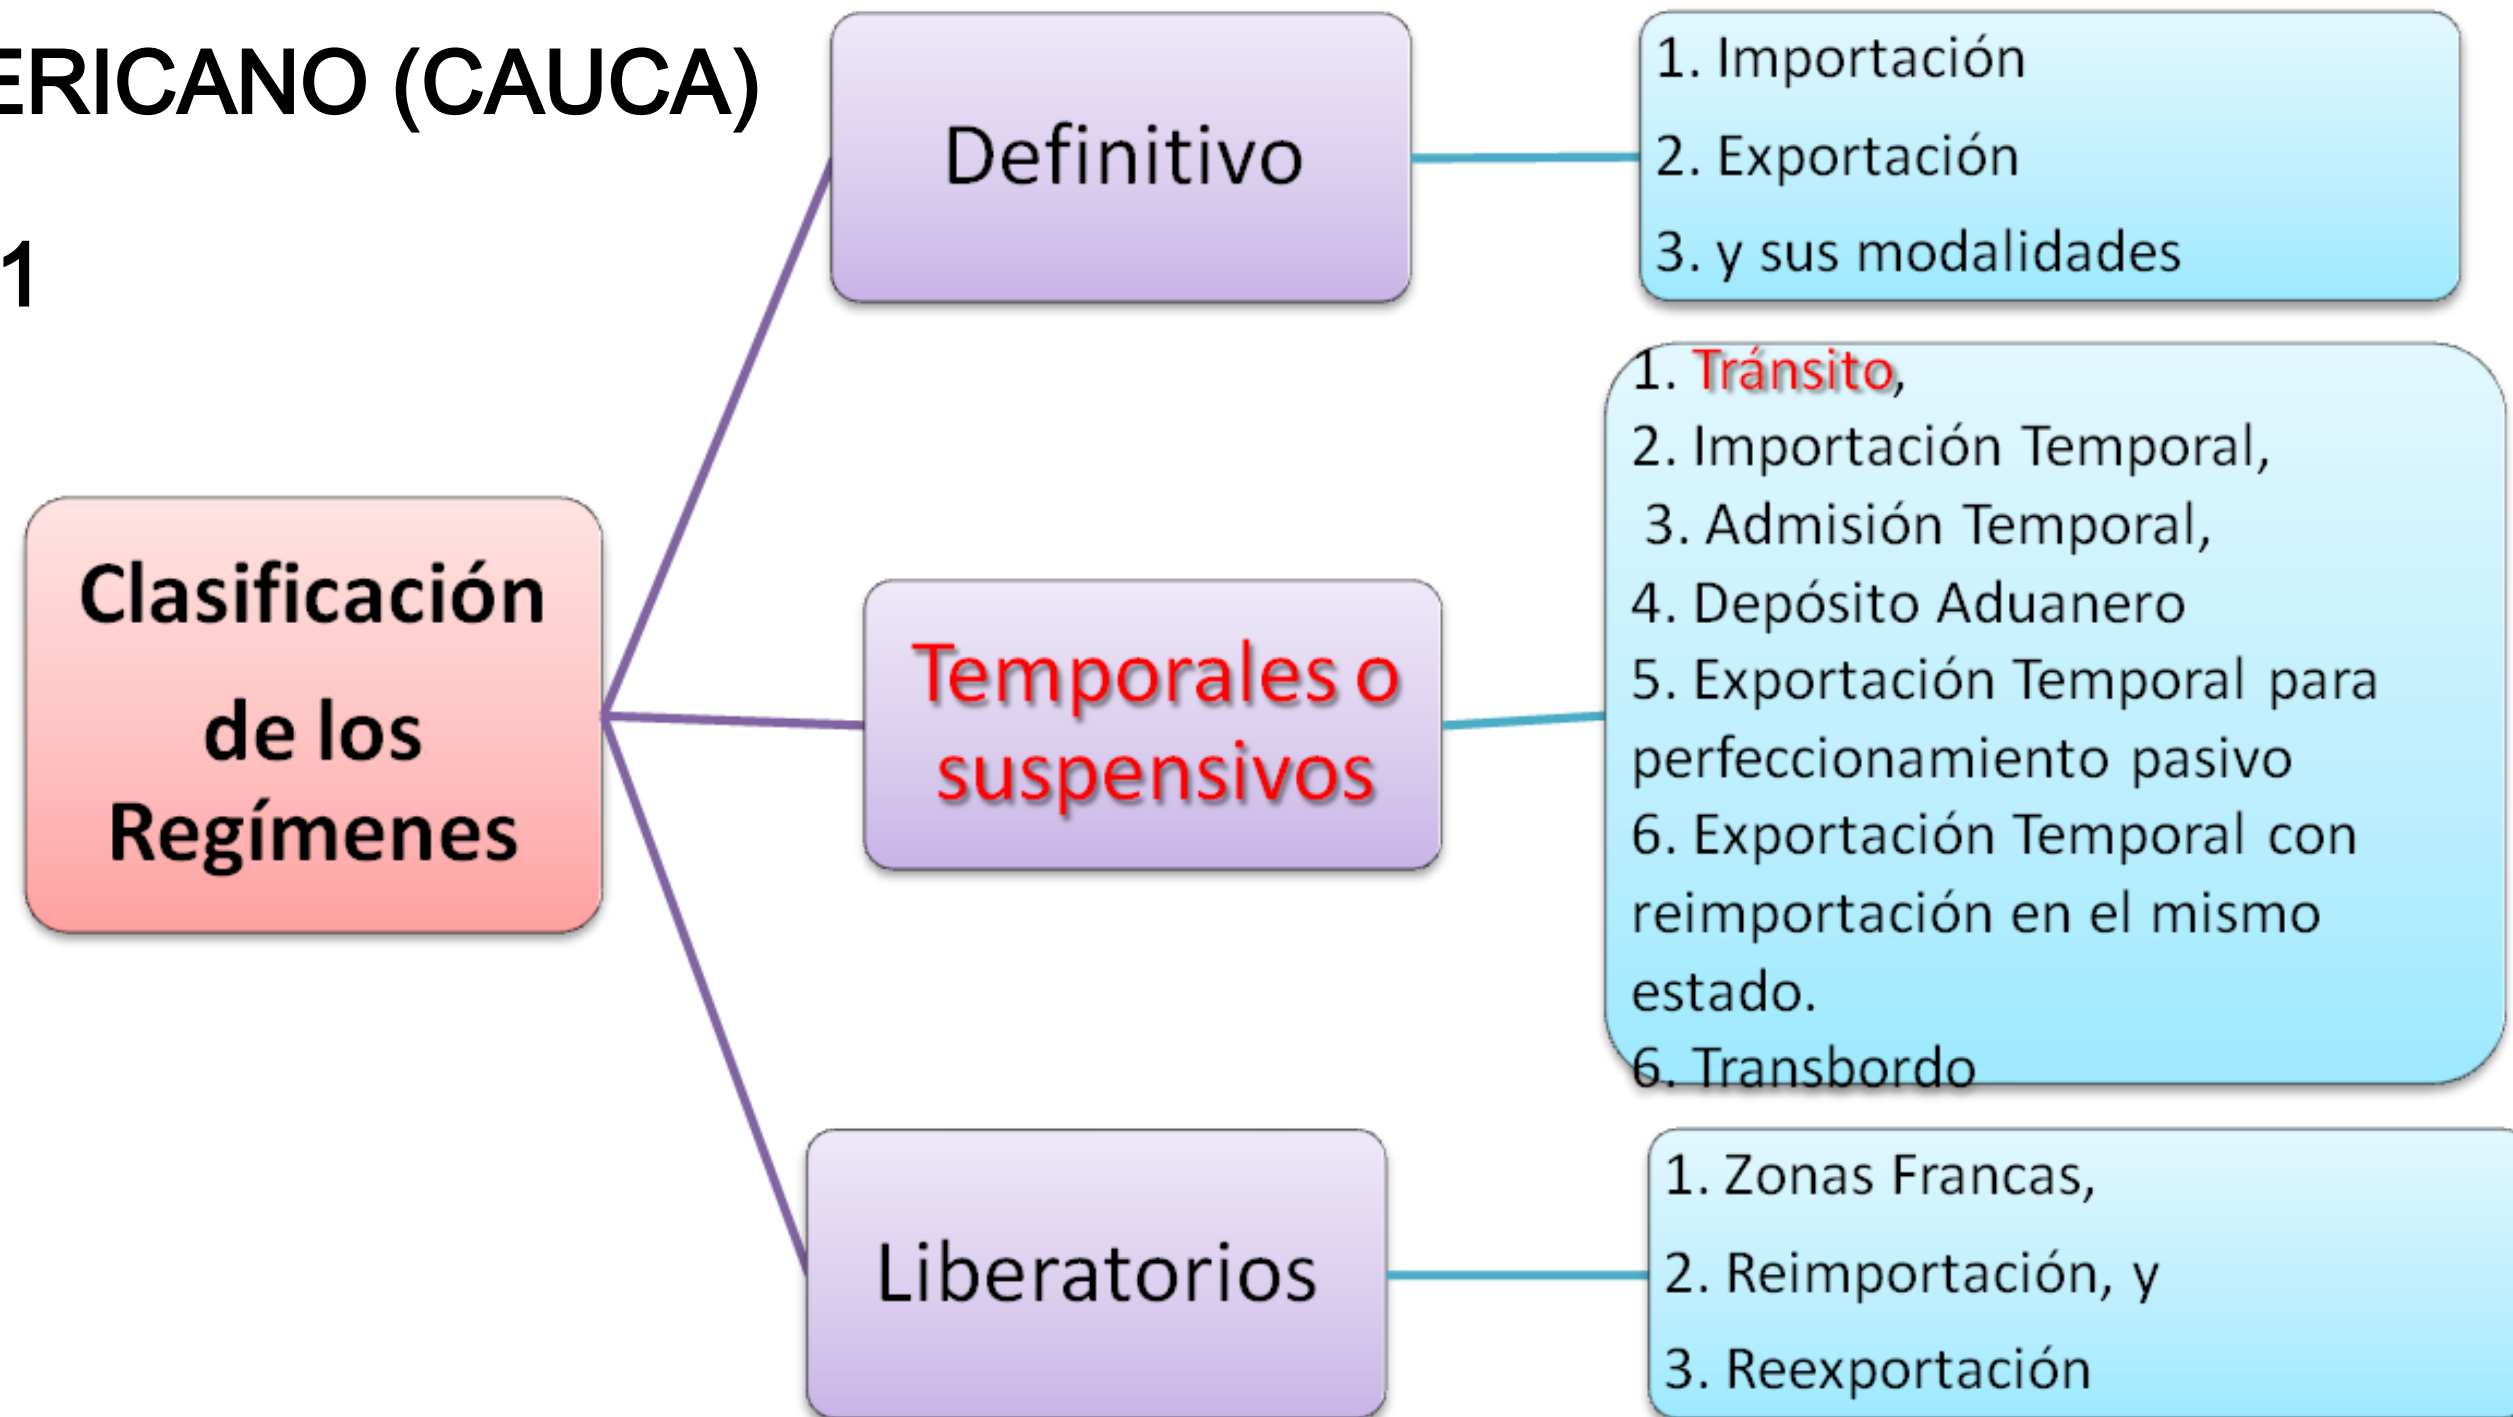 ERICANO (CAUCA)
1
Clasificación
de los
Regímenes
Definitivo
1. Importación
2. Exportación
3. y sus modalidades
Temporales o
suspensivos
1. Tránsito,
2. Importación Temporal,
3. Admisión Temporal,
4. Depósito Aduanero
5. Exportación Temporal para
perfeccionamiento pasivo
6. Exportación Temporal con
reimportación en el mismo
estado.
6. Transbordo
Liberatorios
1. Zonas Francas,
2. Reimportación, y
3. Reexportación